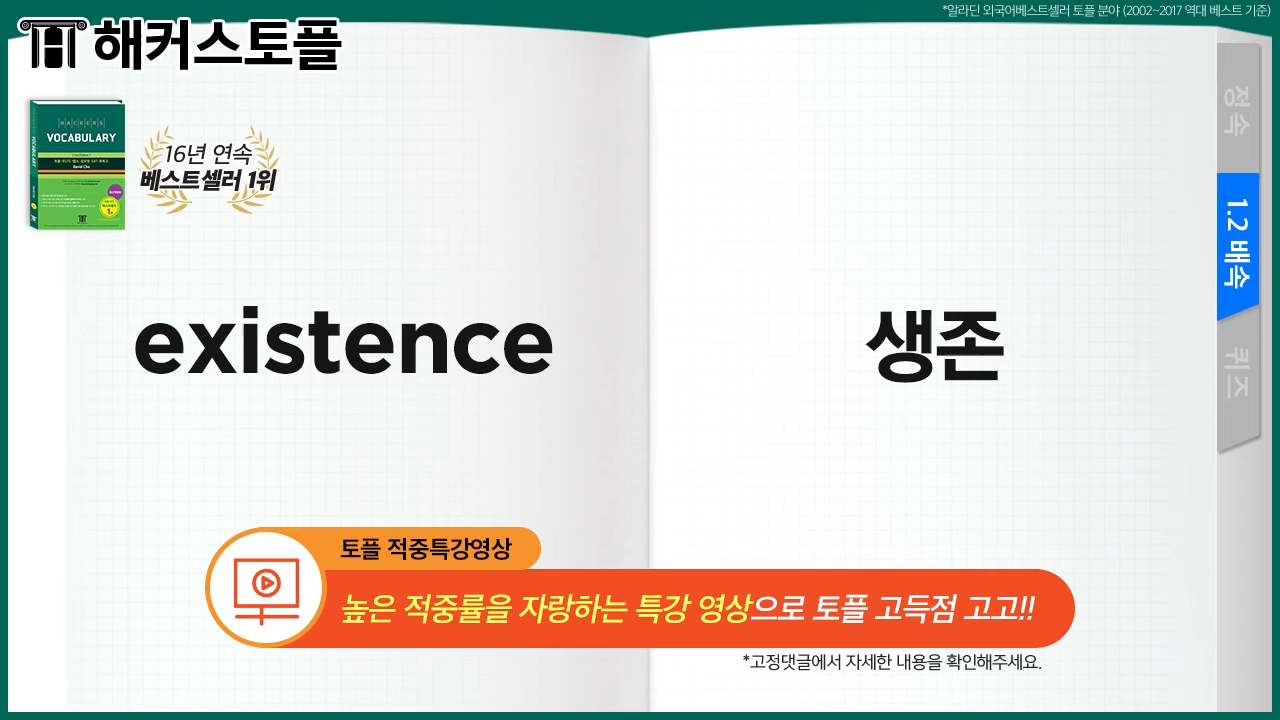 *알라딘 외국어베스트셀러 토플 분야 (2002~2017 역대 베스트 기준)
해커스토플
HACKERS
VOCABULARY
David Cho
16년 연속
베스트셀러 1위
정속
1.2 배속
퀴즈
existence
생존
토플 적중특강영상
높은 적중률을 자랑하는 특강 영상으로 토플 고득점 고고!!
*고정댓글에서 자세한 내용을 확인해주세요.